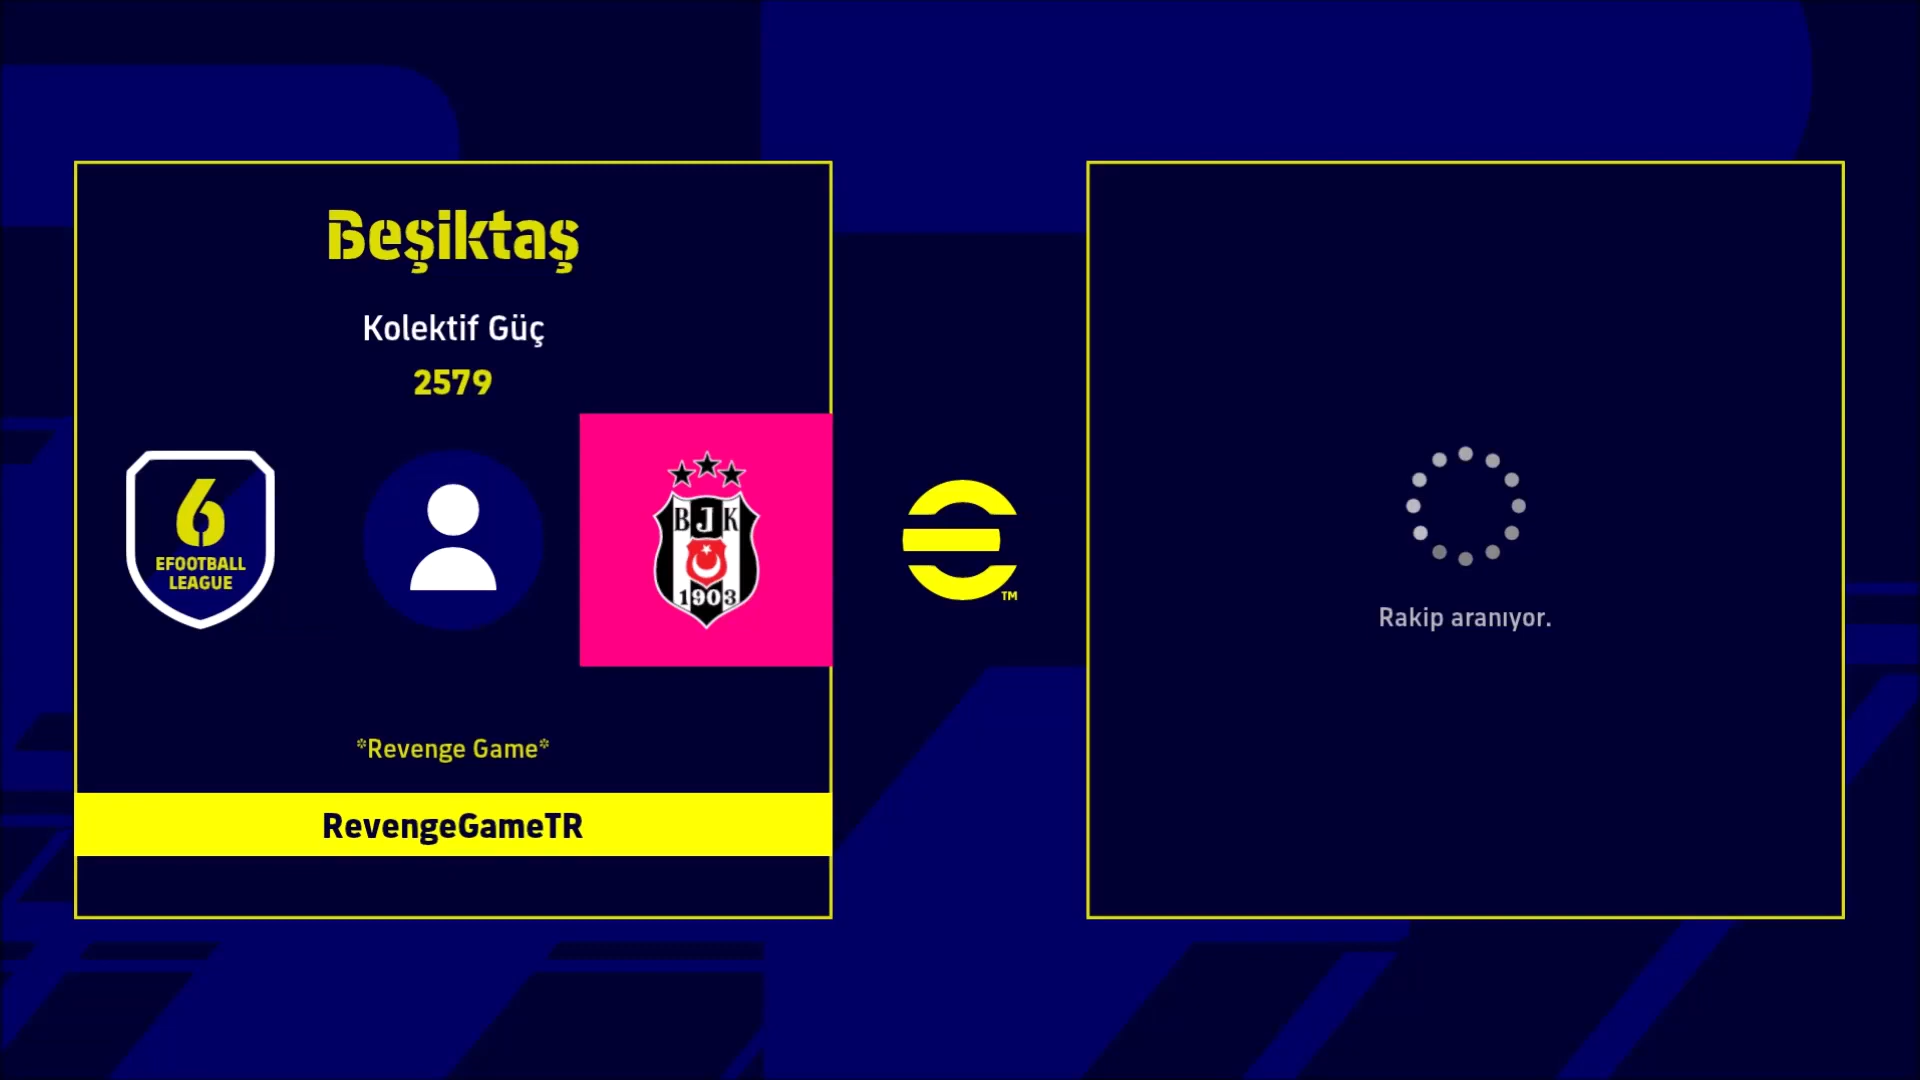 Beşiktaş
Kolektif Güç
2579
6
EFOOTBALL
LEAGUE
BJK
1903
TM
Rakip aranıyor.
*Revenge Game*
RevengeGameTR